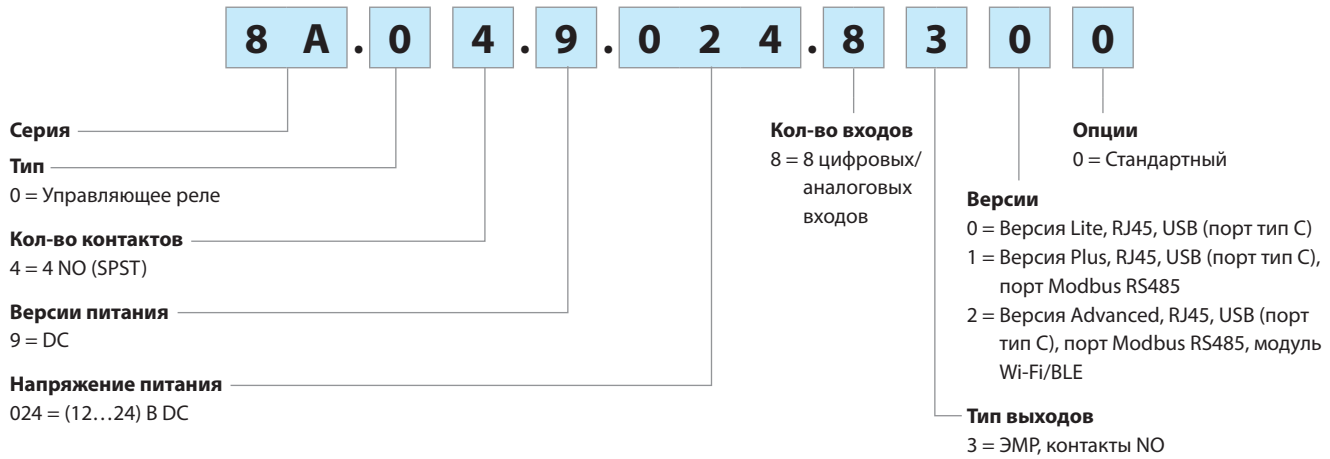 8 A . 0 4 . 9 . 0 2 4 . 8 3 0 0
Серия
Тип
0 = Управляющее реле
Кол-во контактов
4 = 4 NO (SPST)
Версии питания
9 = DC
Напряжение питания
024 = (12…24) В DC
Кол-во входов
8 = 8 цифровых/
аналоговых
входов
Опции
0 = Стандартный
Версии
0 = Версия Lite, RJ45, USB (порт тип C)
1 = Версия Plus, RJ45, USB (порт тип C),
порт Modbus RS485
2 = Версия Advanced, RJ45, USB (порт
тип C), порт Modbus RS485, модуль
Wi-Fi/BLE
Тип выходов
3 = ЭМР, контакты NO